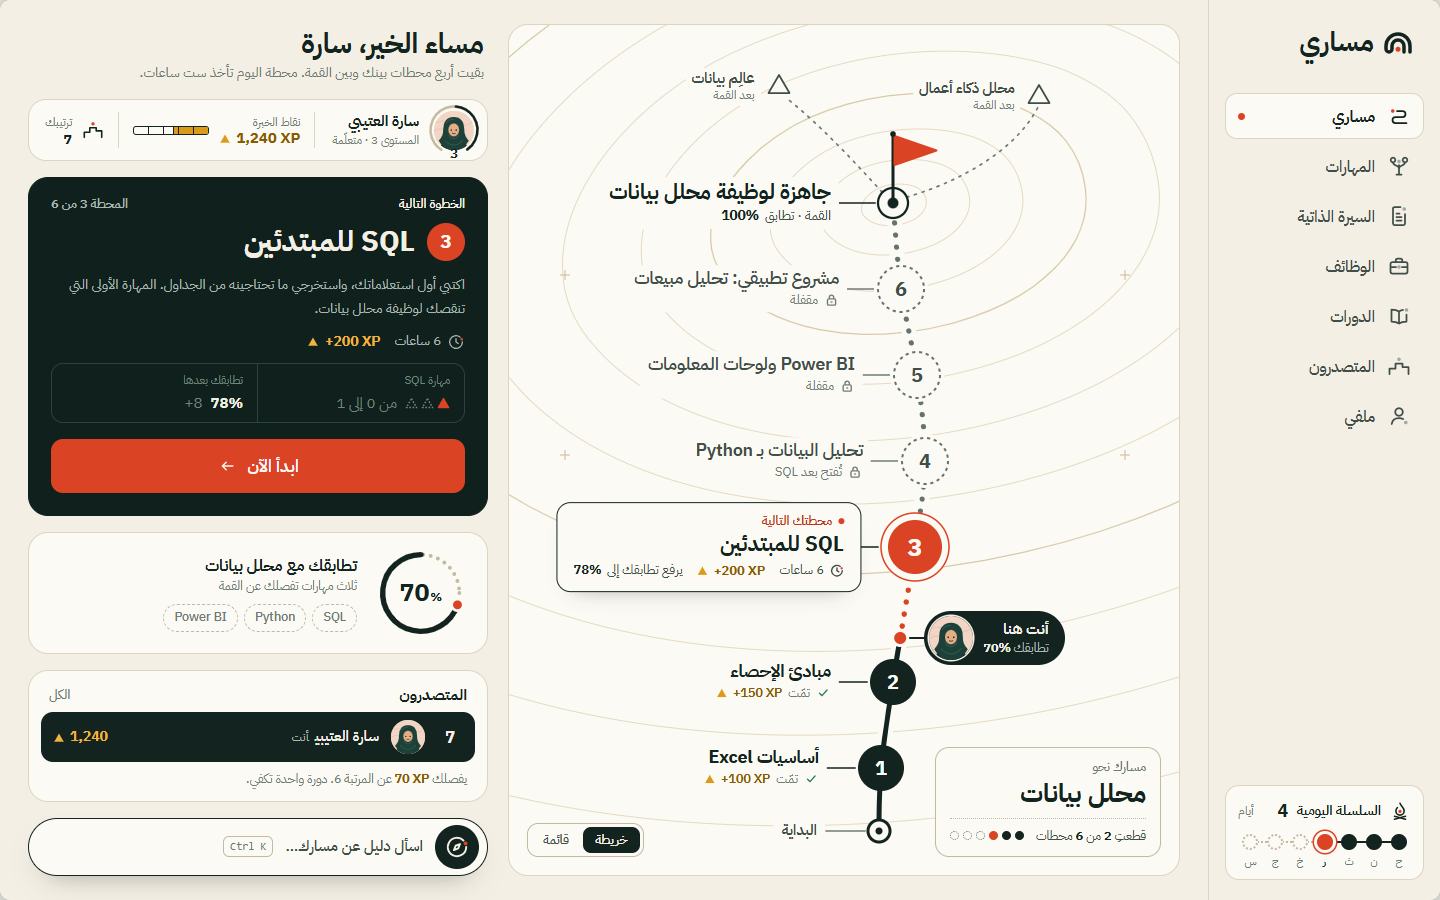 مساري
مساري
المهارات
السيرة الذاتية
الوظائف
الدورات
المتصدرون
ملفي
السلسلة اليومية 4 أيام
ح ن ث ر خ ج س
محلل ذكاء أعمال
بعد القمة
عالِم بيانات
بعد القمة
جاهزة لوظيفة محلل بيانات
القمة · تطابق 100%
6
مشروع تطبيقي: تحليل مبيعات
مقفلة
5
Power BI ولوحات المعلومات
مقفلة
4
تحليل البيانات بـ Python
تُفتح بعد SQL
3
محطتك التالية
SQL للمبتدئين
6 ساعات +200 XP يرفع تطابقك إلى 78%
أنت هنا
تطابقك 70%
2
مبادئ الإحصاء
تمّت +150 XP
1
أساسيات Excel
تمّت +100 XP
البداية
مسارك نحو
محلل بيانات
قطعتِ 2 من 6 محطات
خريطة
قائمة
مساء الخير، سارة
بقيت أربع محطات بينك وبين القمة. محطة اليوم تأخذ ست ساعات.
3
سارة العتيبي
المستوى 3 · متعلّمة
نقاط الخبرة
1,240 XP
ترتيبك
7
الخطوة التالية
المحطة 3 من 6
3 SQL للمبتدئين
اكتبي أول استعلاماتك، واستخرجي ما تحتاجينه من الجداول. المهارة الأولى التي
تنقصك لوظيفة محلل بيانات.
6 ساعات +200 XP
مهارة SQL
من 0 إلى 1
تطابقك بعدها
78% +8
ابدأ الآن
70%
تطابقك مع محلل بيانات
ثلاث مهارات تفصلك عن القمة
SQL
Python
Power BI
المتصدرون
الكل
7 سارة العتيبي أنت 1,240
يفصلك 70 XP عن المرتبة 6. دورة واحدة تكفي.
اسأل دليل عن مسارك...
Ctrl K